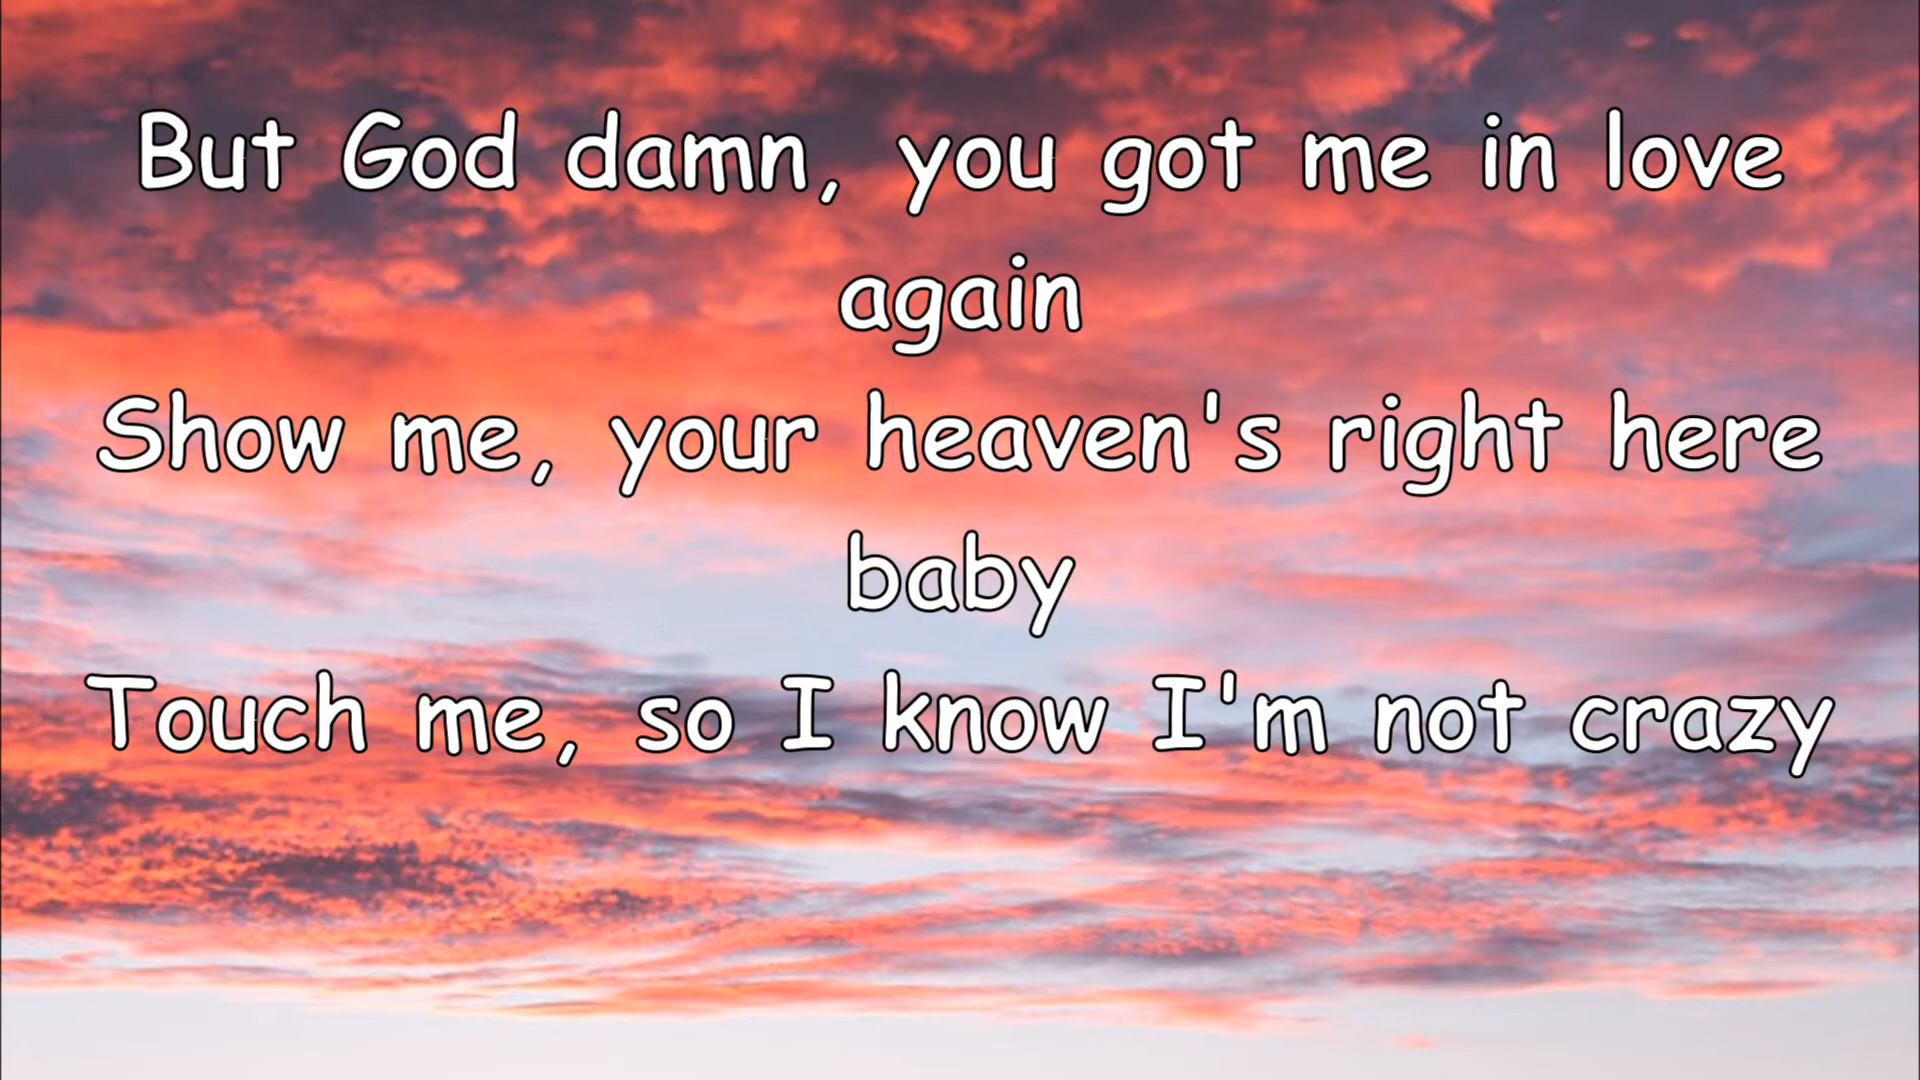 But God damn, you got me in love
again
Show me, your heaven's right here
baby
Touch me, so I know I'm not crazy